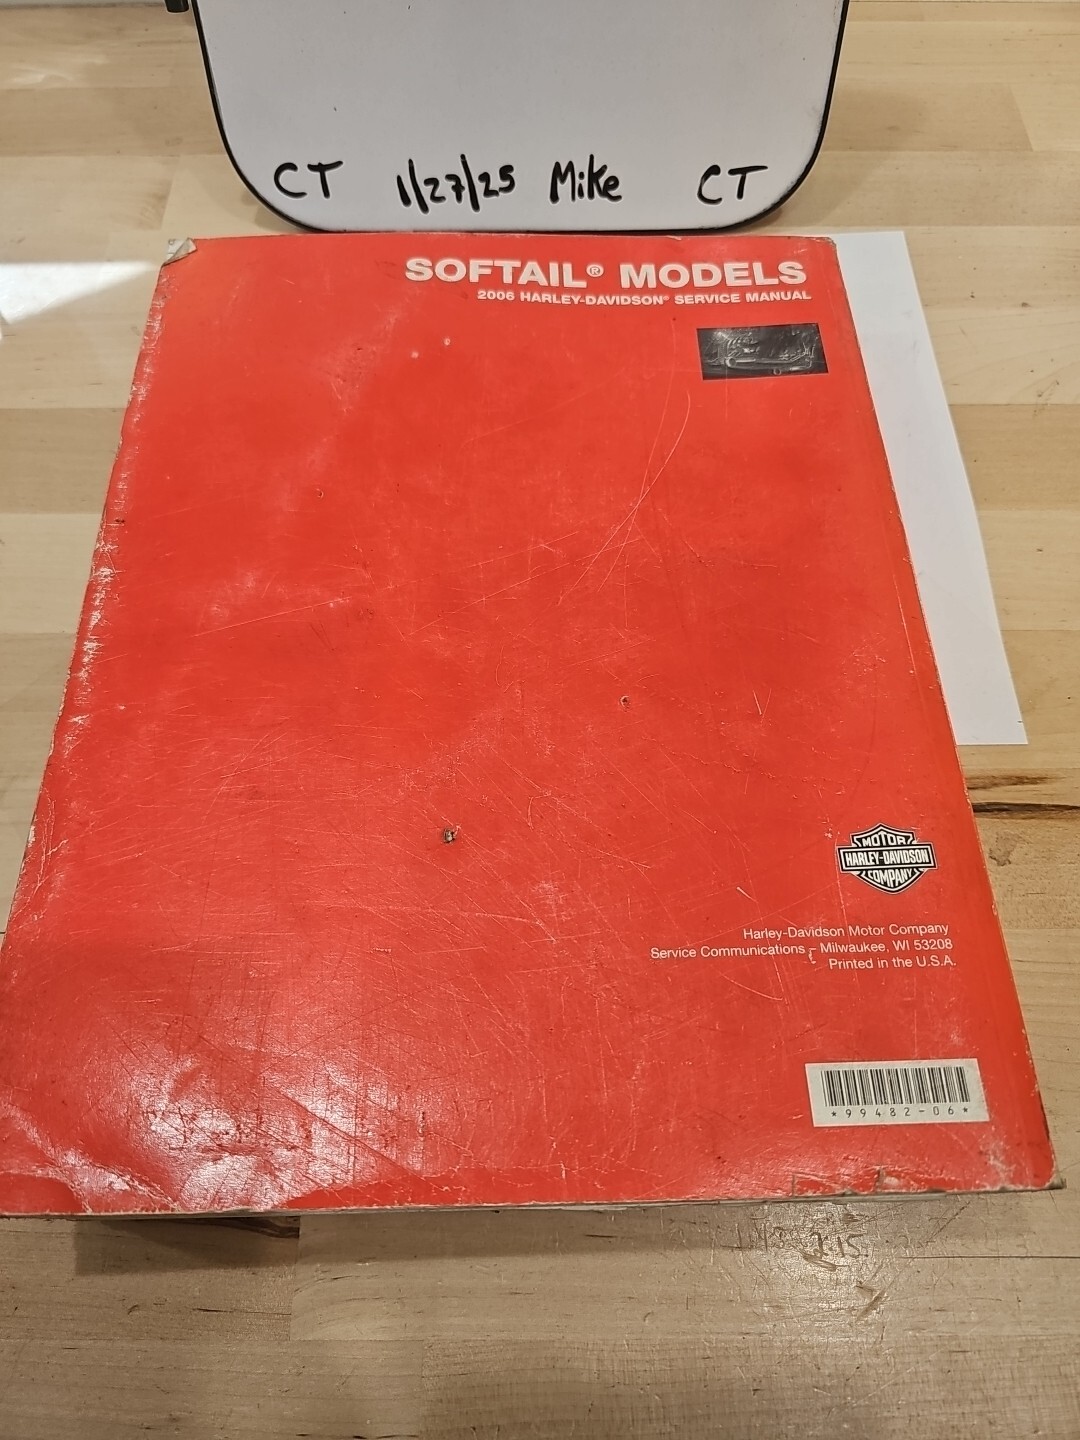 CT 1/27/25 Mike CT
SOFTAIL® MODELS
2006 HARLEY-DAVIDSON® SERVICE MANUAL
MOTOR
HARLEY-DAVIDSON
COMPANY
Harley-Davidson Motor Company
Service Communications - Milwaukee, WI 53208
Printed in the U.S.A.
*99482-06*